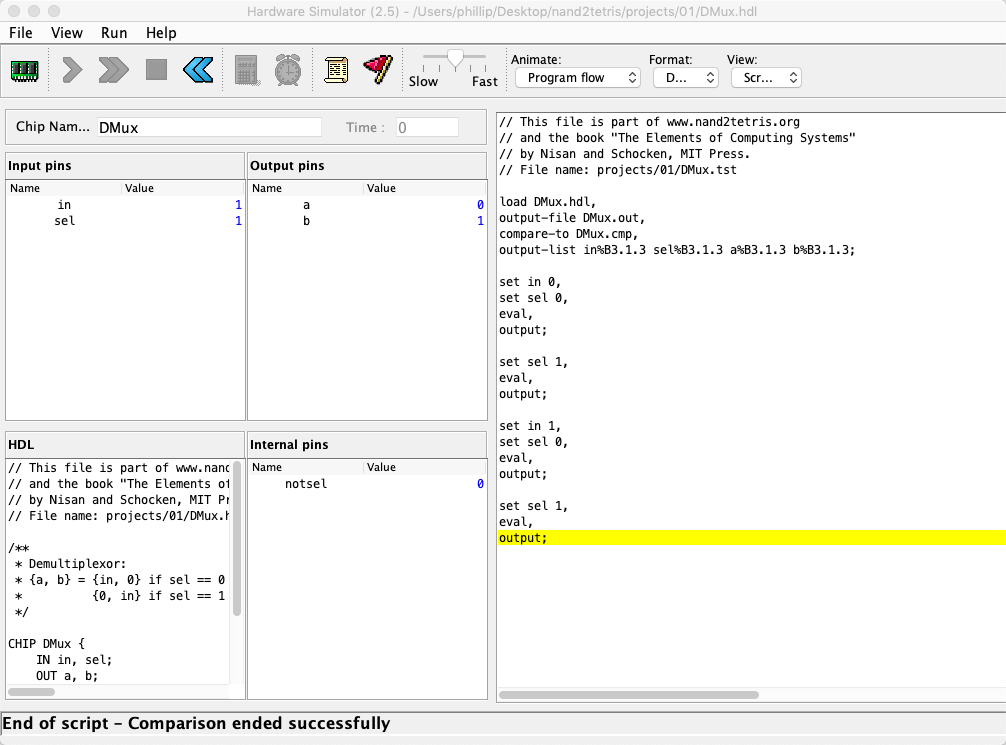 Hardware Simulator (2.5) - /Users/phillip/Desktop/nand2tetris/projects/01/DMux.hdl
File View Run Help
Slow Fast
Animate: Format: View:
Program flow D... Scr...
Chip Nam... DMux Time : 0
Input pins
Name Value
in 1
sel 1
Output pins
Name Value
a 0
b 1
HDL
// This file is part of www.nand
// and the book "The Elements of
// by Nisan and Schocken, MIT Pr
// File name: projects/01/DMux.h
/**
* Demultiplexor:
* {a, b} = {in, 0} if sel == 0
* {0, in} if sel == 1
*/
CHIP DMux {
IN in, sel;
OUT a, b;
Internal pins
Name Value
notsel 0
// This file is part of www.nand2tetris.org
// and the book "The Elements of Computing Systems"
// by Nisan and Schocken, MIT Press.
// File name: projects/01/DMux.tst
load DMux.hdl,
output-file DMux.out,
compare-to DMux.cmp,
output-list in%B3.1.3 sel%B3.1.3 a%B3.1.3 b%B3.1.3;
set in 0,
set sel 0,
eval,
output;
set sel 1,
eval,
output;
set in 1,
set sel 0,
eval,
output;
set sel 1,
eval,
output;
End of script - Comparison ended successfully